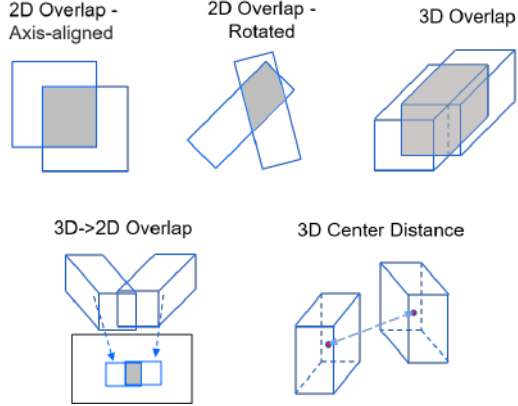 2D Overlap -
Axis-aligned
2D Overlap -
Rotated
3D Overlap
3D->2D Overlap
3D Center Distance